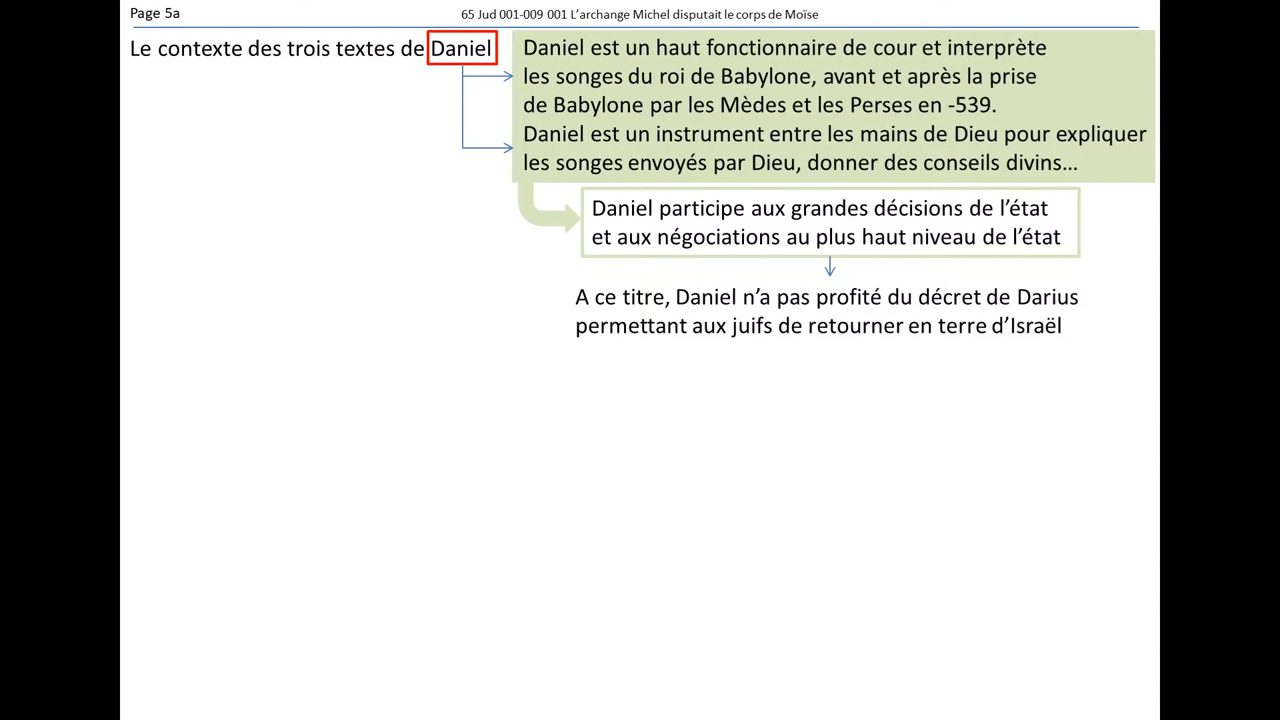 Page 5a
65 Jud 001-009 001 L’archange Michel disputait le corps de Moïse
Le contexte des trois textes de Daniel
Daniel est un haut fonctionnaire de cour et interprète
les songes du roi de Babylone, avant et après la prise
de Babylone par les Mèdes et les Perses en -539.
Daniel est un instrument entre les mains de Dieu pour expliquer
les songes envoyés par Dieu, donner des conseils divins…
Daniel participe aux grandes décisions de l’état
et aux négociations au plus haut niveau de l’état
A ce titre, Daniel n’a pas profité du décret de Darius
permettant aux juifs de retourner en terre d’Israël